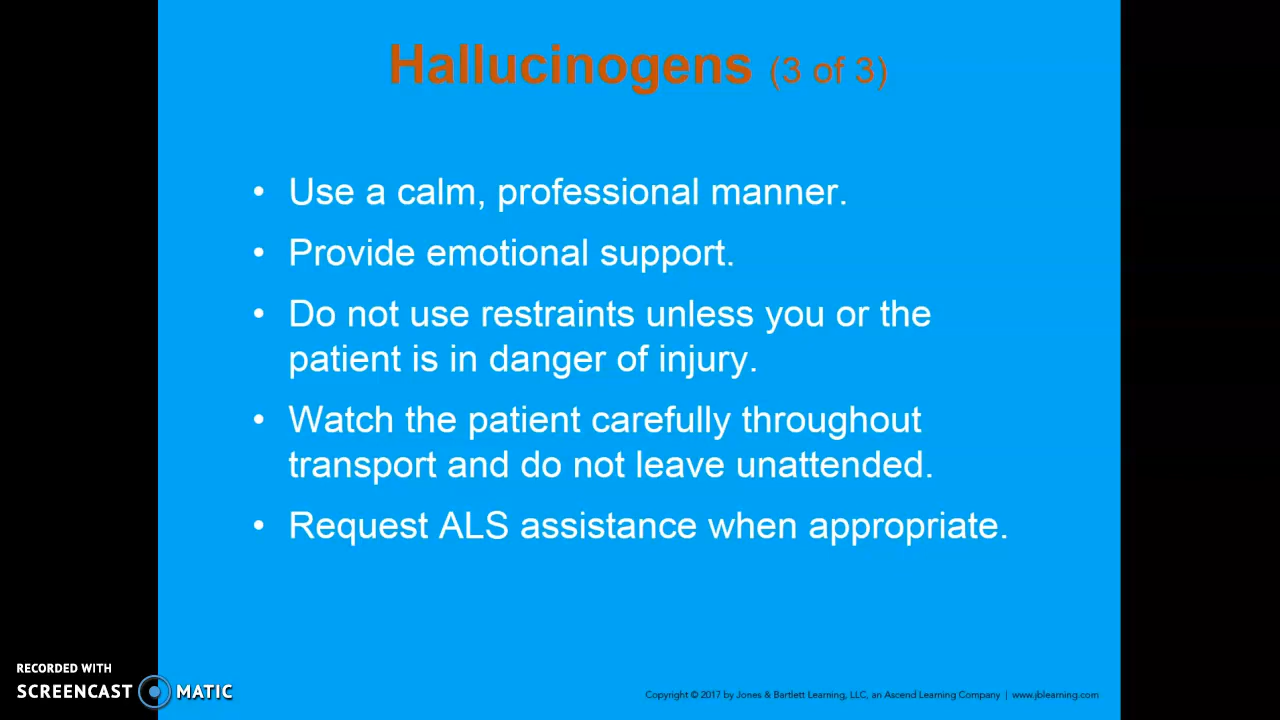 Hallucinogens (3 of 3)
• Use a calm, professional manner.
• Provide emotional support.
• Do not use restraints unless you or the
patient is in danger of injury.
• Watch the patient carefully throughout
transport and do not leave unattended.
• Request ALS assistance when appropriate.
RECORDED WITH
SCREENCAST MATIC
Copyright © 2017 by Jones & Bartlett Learning, LLC, an Ascend Learning Company | www.jblearning.com